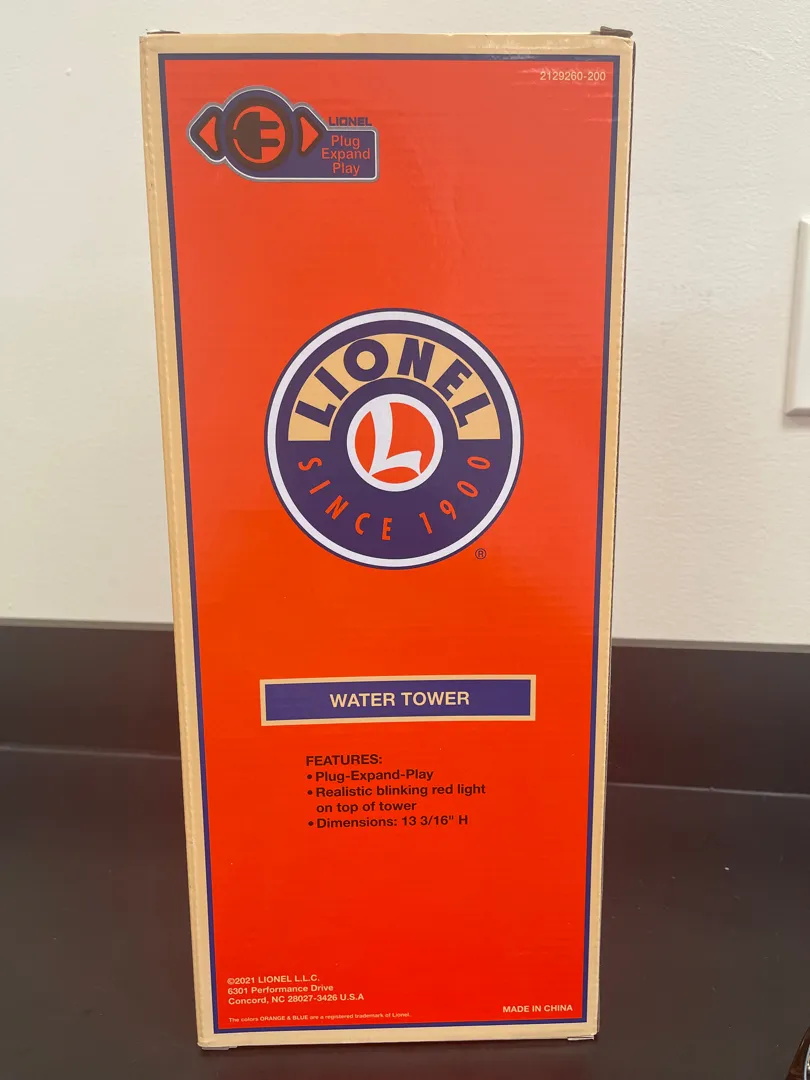 2129260-200
LIONEL
Plug
Expand
Play
LIONEL
L
SINCE 1900
®
WATER TOWER
FEATURES:
• Plug-Expand-Play
• Realistic blinking red light
on top of tower
• Dimensions: 13 3/16" H
©2021 LIONEL L.L.C.
6301 Performance Drive
Concord, NC 28027-3426 U.S.A
The colors ORANGE & BLUE are a registered trademark of Lionel.
MADE IN CHINA